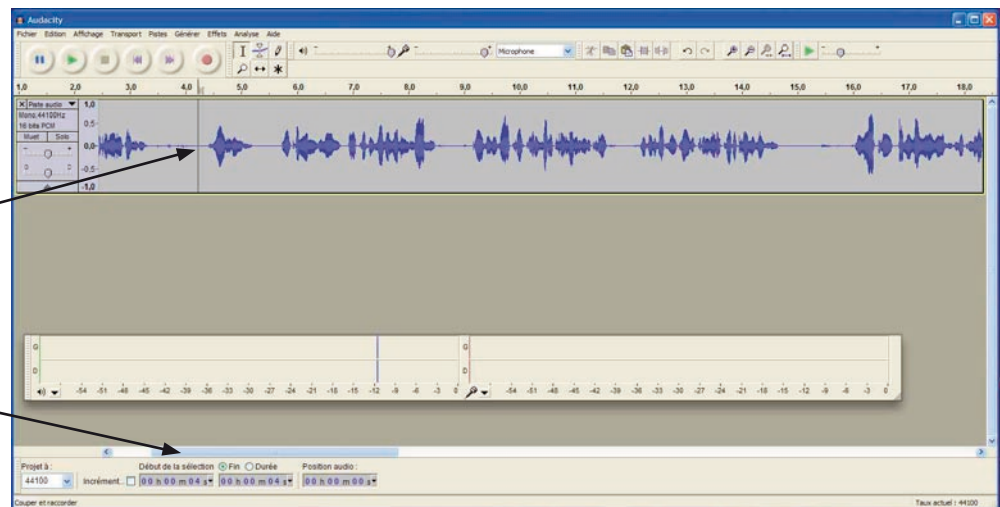 Audacity
Fichier Edition Affichage Transport Pistes Générer Effets Analyse Aide
Microphone
1,0 2,0 3,0 4,0 5,0 6,0 7,0 8,0 9,0 10,0 11,0 12,0 13,0 14,0 15,0 16,0 17,0 18,0
X Piste audio 1,0
Mono, 44100Hz
16 bits PCM 0,5
Muet Solo
- + 0,0
G D -0,5
-1,0
G G
D D
-54 -51 -48 -45 -42 -39 -36 -33 -30 -27 -24 -21 -18 -15 -12 -9 -6 -3 0 -54 -51 -48 -45 -42 -39 -36 -33 -30 -27 -24 -21 -18 -15 -12 -9 -6 -3 0
Projet à : Début de la sélection Fin Durée Position audio :
44100 Incrément... 00 h 00 m 04 s 00 h 00 m 04 s 00 h 00 m 00 s
Couper et raccorder Taux actuel : 44100